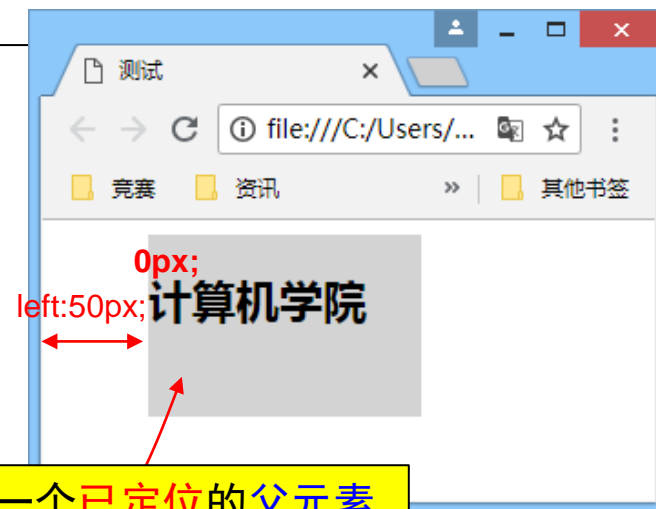 测试
file:///C:/Users/...
竞赛 资讯 » 其他书签
0px;
left:50px;
计算机学院
一个已定位的父元素